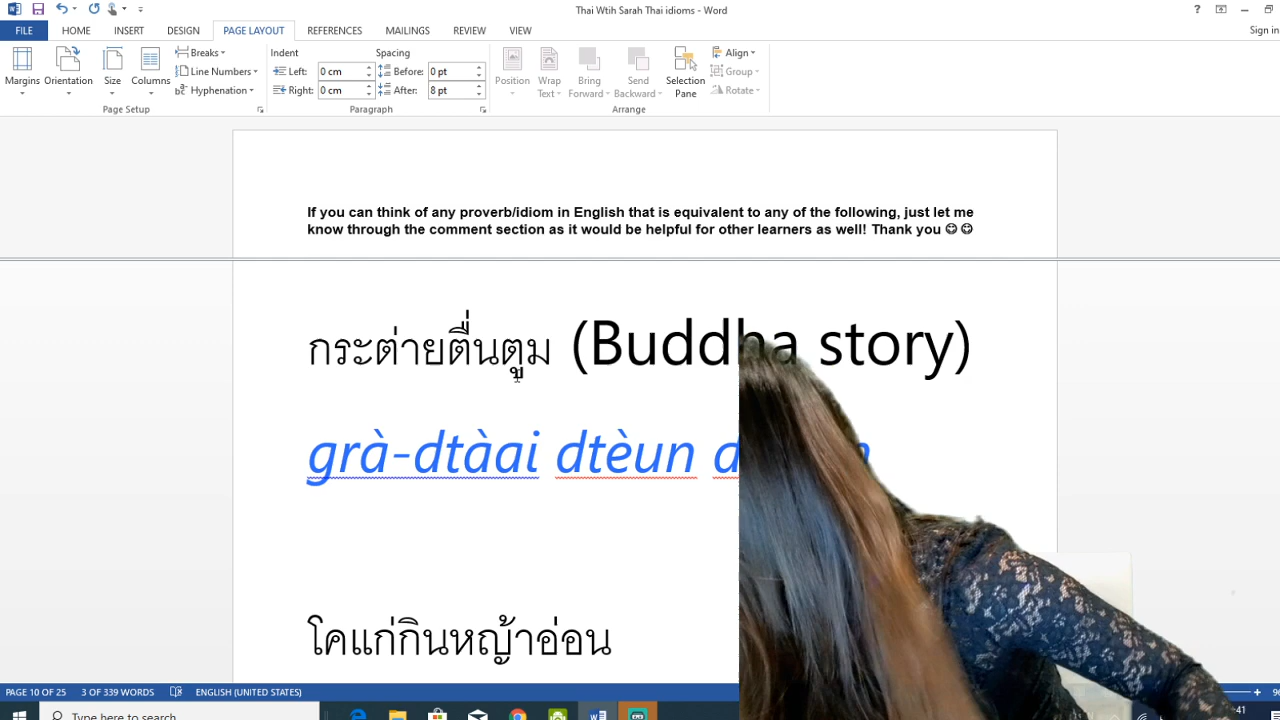 Thai Wtih Sarah Thai idioms - Word
FILE HOME INSERT DESIGN PAGE LAYOUT REFERENCES MAILINGS REVIEW VIEW Sign in
Margins Orientation Size Columns
Breaks
Line Numbers
Hyphenation
Page Setup
Indent Spacing
Left: 0 cm Before: 0 pt
Right: 0 cm After: 8 pt
Paragraph
Position Wrap Text Bring Forward Send Backward Selection Pane
Align
Group
Rotate
Arrange
If you can think of any proverb/idiom in English that is equivalent to any of the following, just let me
know through the comment section as it would be helpful for other learners as well! Thank you 😊 😊
กระต่ายตื่นตูม (Buddha story)
grà-dtàai dtèun
โคแก่กินหญ้าอ่อน
PAGE 10 OF 25 3 OF 339 WORDS ENGLISH (UNITED STATES)
Type here to search